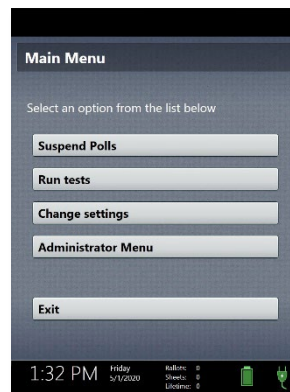 Main Menu
Select an option from the list below
Suspend Polls
Run tests
Change settings
Administrator Menu
Exit
1:32 PM
Friday
5/1/2020
Ballots: 0
Sheets: 0
Lifetime: 0